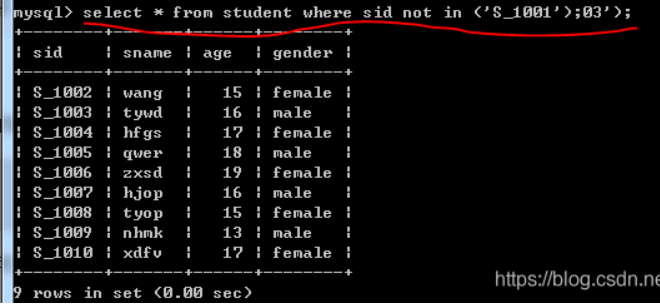 mysql> select * from student where sid not in ('S_1001');03');
+--------+-------+------+--------+
| sid | sname | age | gender |
+--------+-------+------+--------+
| S_1002 | wang | 15 | female |
| S_1003 | tywd | 16 | male |
| S_1004 | hfgs | 17 | female |
| S_1005 | qwer | 18 | male |
| S_1006 | zxsd | 19 | female |
| S_1007 | hjop | 16 | male |
| S_1008 | tyop | 15 | female |
| S_1009 | nhmk | 13 | male |
| S_1010 | xdfv | 17 | female |
+--------+-------+------+--------+
9 rows in set (0.00 sec)
https://blog.csdn.ne